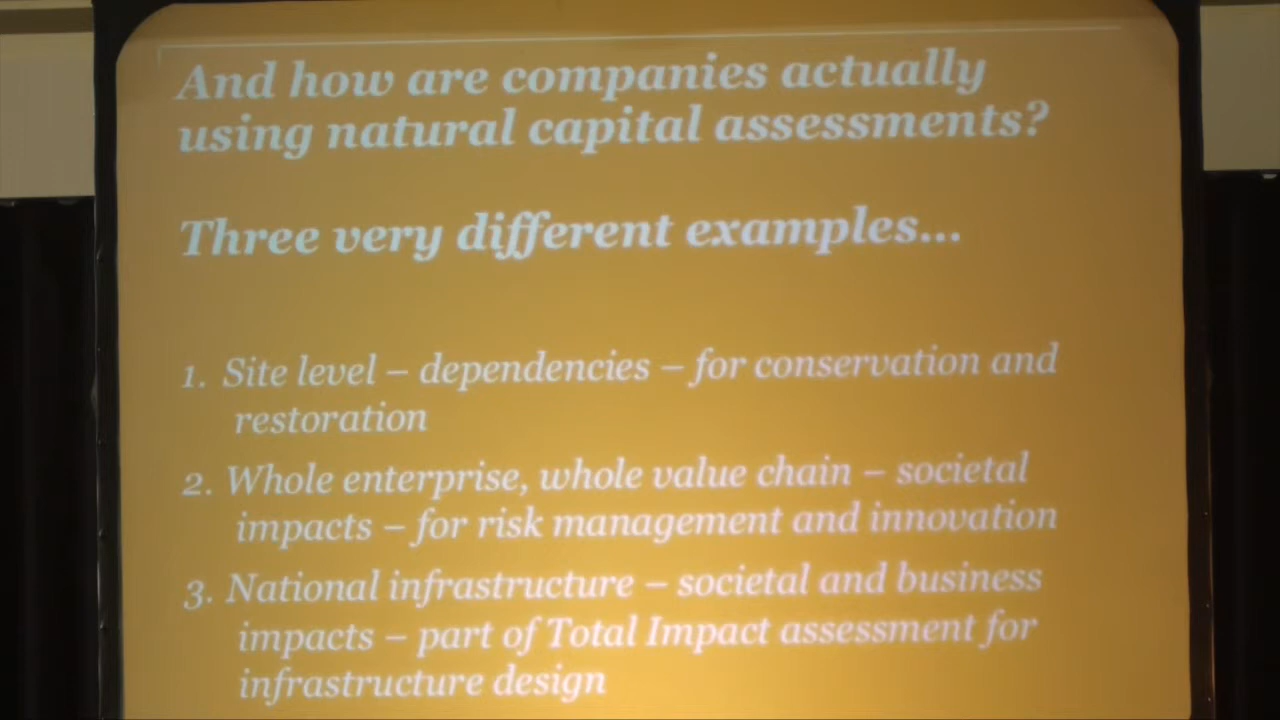 And how are companies actually
using natural capital assessments?
Three very different examples...
1. Site level – dependencies – for conservation and
restoration
2. Whole enterprise, whole value chain – societal
impacts – for risk management and innovation
3. National infrastructure – societal and business
impacts – part of Total Impact assessment for
infrastructure design